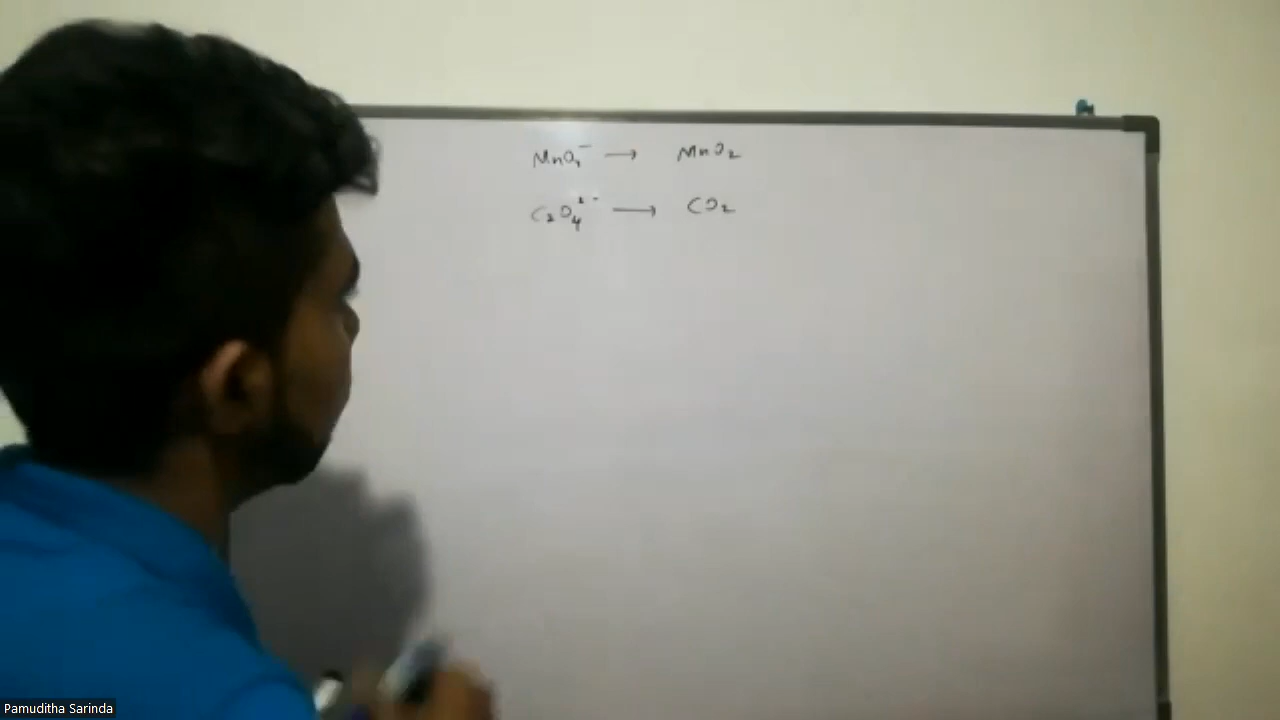 MnO₄⁻ → MnO₂
C₂O₄²⁻ → CO₂
Pamuditha Sarinda